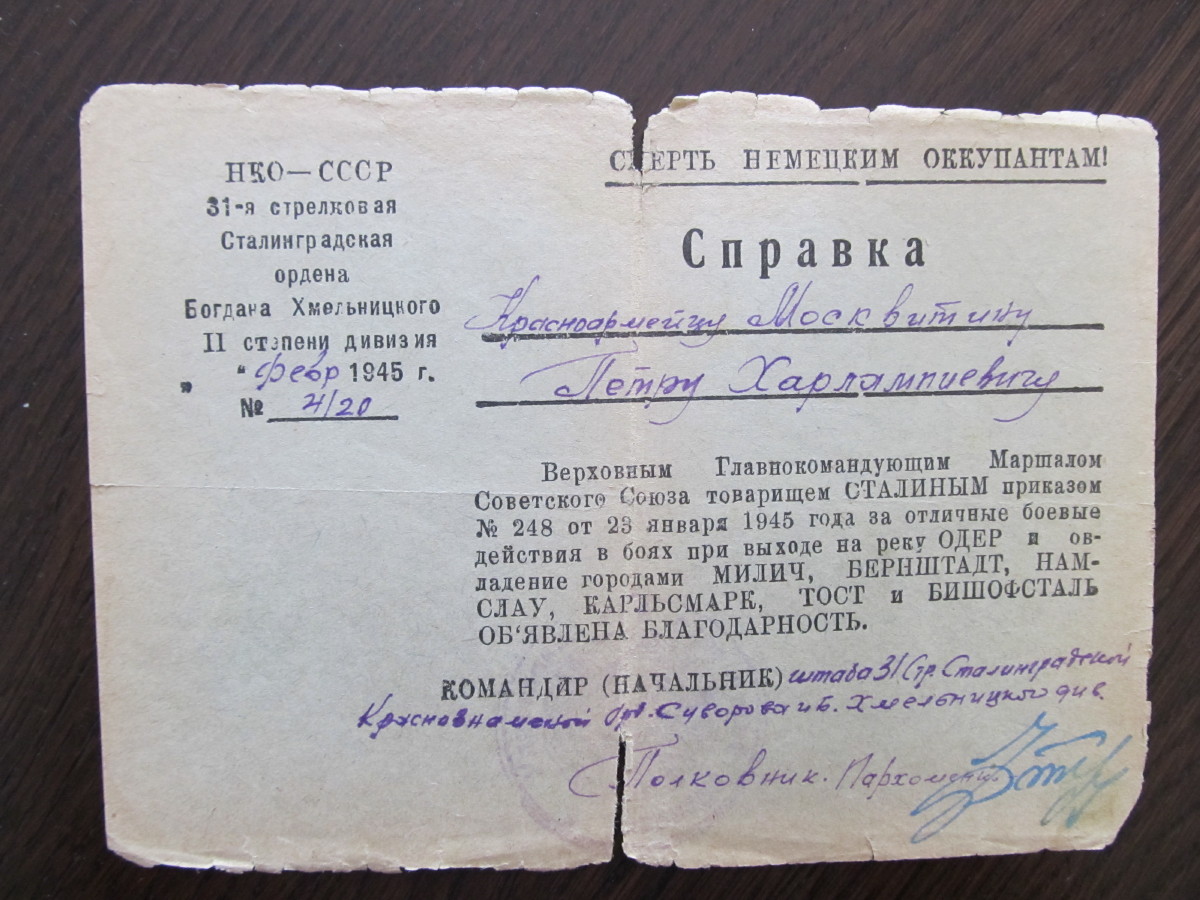 НКО—СССР
31-я стрелковая
Сталинградская
ордена
Богдана Хмельницкого
II степени дивизия
„ “ февр 1945 г.
№ 4/20
СМЕРТЬ НЕМЕЦКИМ ОККУПАНТАМ!
Справка
Красноармейцу Москвитину
Петру Харлампиевичу
Верховным Главнокомандующим Маршалом
Советского Союза товарищем СТАЛИНЫМ приказом
№ 248 от 23 января 1945 года за отличные боевые
действия в боях при выходе на реку ОДЕР и ов-
ладение городами МИЛИЧ, БЕРНШТАДТ, НАМ-
СЛАУ, КАРЛЬСМАРК, ТОСТ и БИШОФСТАЛЬ
ОБ‘ЯВЛЕНА БЛАГОДАРНОСТЬ.
КОМАНДИР (НАЧАЛЬНИК) штаба 31 Стр. Сталинградской
Краснознаменной орд. Суворова и Б. Хмельницкого див.
Полковник.